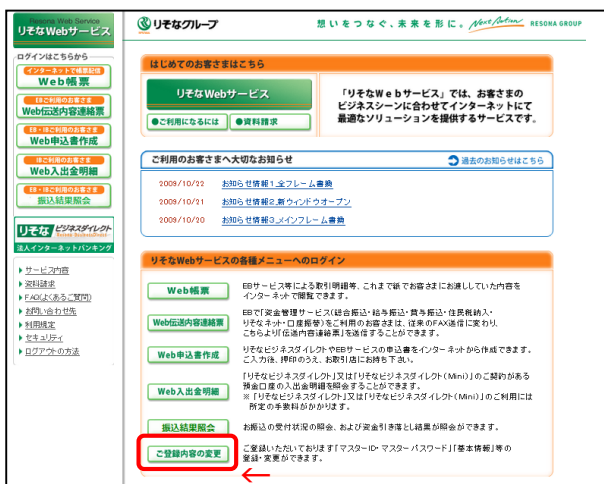 Resona Web Service
りそなWebサービス
りそなグループ
想いをつなぐ、未来を形に。 Next Action RESONA GROUP
ログインはこちらから
インターネットで帳票配信
Web帳票
EBご利用のお客さま
Web伝送内容連絡票
EB・IBご利用のお客さま
Web申込書作成
IBご利用のお客さま
Web入出金明細
EB・IBご利用のお客さま
振込結果照会
りそな ビジネスダイレクト
法人インターネットバンキング
サービス内容
資料請求
FAQ(よくあるご質問)
お問い合わせ先
利用規定
セキュリティ
ログアウトの方法
はじめてのお客さまはこちら
りそなWebサービス
●ご利用になるには
●資料請求
「りそなＷｅｂサービス」では、お客さまの
ビジネスシーンに合わせてインターネットにて
最適なソリューションを提供するサービスです。
ご利用のお客さまへ大切なお知らせ
過去のお知らせはこちら
2009/10/22 お知らせ情報1_全フレーム書換
2009/10/21 お知らせ情報2_新ウィンドウオープン
2009/10/20 お知らせ情報3_メインフレーム書換
りそなWebサービスの各種メニューへのログイン
Web帳票
EBサービス等による取引明細等、これまで紙でお客さまにお渡ししていた内容を
インターネットで閲覧できます。
Web伝送内容連絡票
EBで「資金管理サービス(総合振込・給与振込・賞与振込・住民税納入・
りそなネット・口座振替)をご利用のお客さまは、従来のFAX送信に変わり、
こちらより「伝送内容連絡票」を送信することができます。
Web申込書作成
りそなビジネスダイレクトやEBサービスの申込書をインターネットから作成できます。
ご入力後、押印のうえ、お取引店にお持ち下さい。
Web入出金明細
「りそなビジネスダイレクト」又は「りそなビジネスダイレクト(Mini)」のご契約がある
預金口座の入出金明細を照会することができます。
※「りそなビジネスダイレクト」又は「りそなビジネスダイレクト(Mini)」のご利用には
所定の手数料がかかります。
振込結果照会
お振込の受付状況の照会、および資金引き落とし結果が照会できます。
ご登録内容の変更
ご登録いただいております「マスターID・マスターパスワード」「基本情報」等の
登録・変更ができます。
←